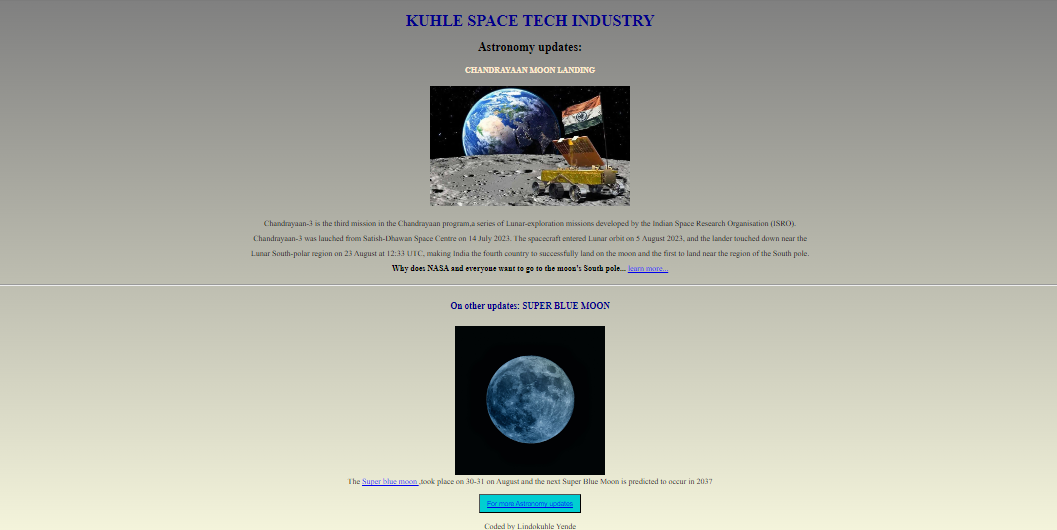 KUHLE SPACE TECH INDUSTRY
Astronomy updates:
CHANDRAYAAN MOON LANDING
Chandrayaan-3 is the third mission in the Chandrayaan program,a series of Lunar-exploration missions developed by the Indian Space Research Organisation (ISRO).
Chandrayaan-3 was lauched from Satish-Dhawan Space Centre on 14 July 2023. The spacecraft entered Lunar orbit on 5 August 2023, and the lander touched down near the
Lunar South-polar region on 23 August at 12:33 UTC, making India the fourth country to successfully land on the moon and the first to land near the region of the South pole.
Why does NASA and everyone want to go to the moon's South pole... learn more...
On other updates: SUPER BLUE MOON
The Super blue moon ,took place on 30-31 on August and the next Super Blue Moon is predicted to occur in 2037
For more Astronomy updates
Coded by Lindokuhle Yende